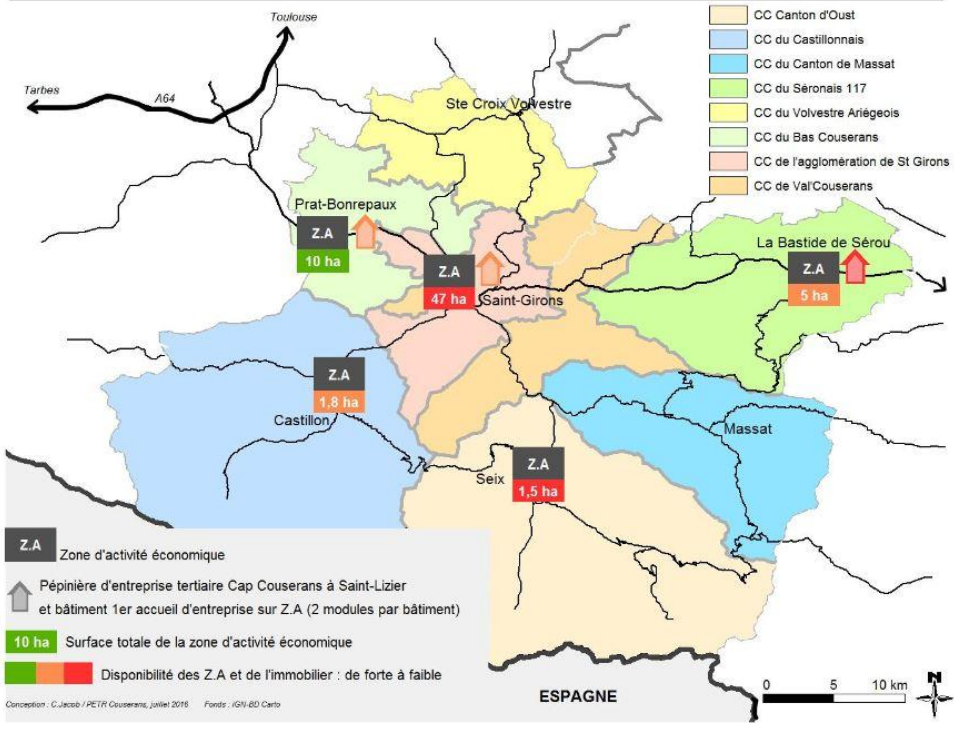 Toulouse
Tarbes
A64
CC Canton d'Oust
CC du Castillonnais
CC du Canton de Massat
CC du Séronais 117
CC du Volvestre Ariégeois
CC du Bas Couserans
CC de l'agglomération de St Girons
CC de Val'Couserans
Ste Croix Volvestre
Prat-Bonrepaux
Z.A
10 ha
Z.A
47 ha
Saint-Girons
La Bastide de Sérou
Z.A
5 ha
Z.A
1,8 ha
Castillon
Massat
Z.A
1,5 ha
Seix
Z.A
Zone d'activité économique
Pépinière d'entreprise tertiaire Cap Couserans à Saint-Lizier
et bâtiment 1er accueil d'entreprise sur Z.A (2 modules par bâtiment)
10 ha Surface totale de la zone d'activité économique
Disponibilité des Z.A et de l'immobilier : de forte à faible
Conception : C.Jacob / PETR Couserans, juillet 2016 Fonds : IGN-BD Carto
ESPAGNE
0 5 10 km
N